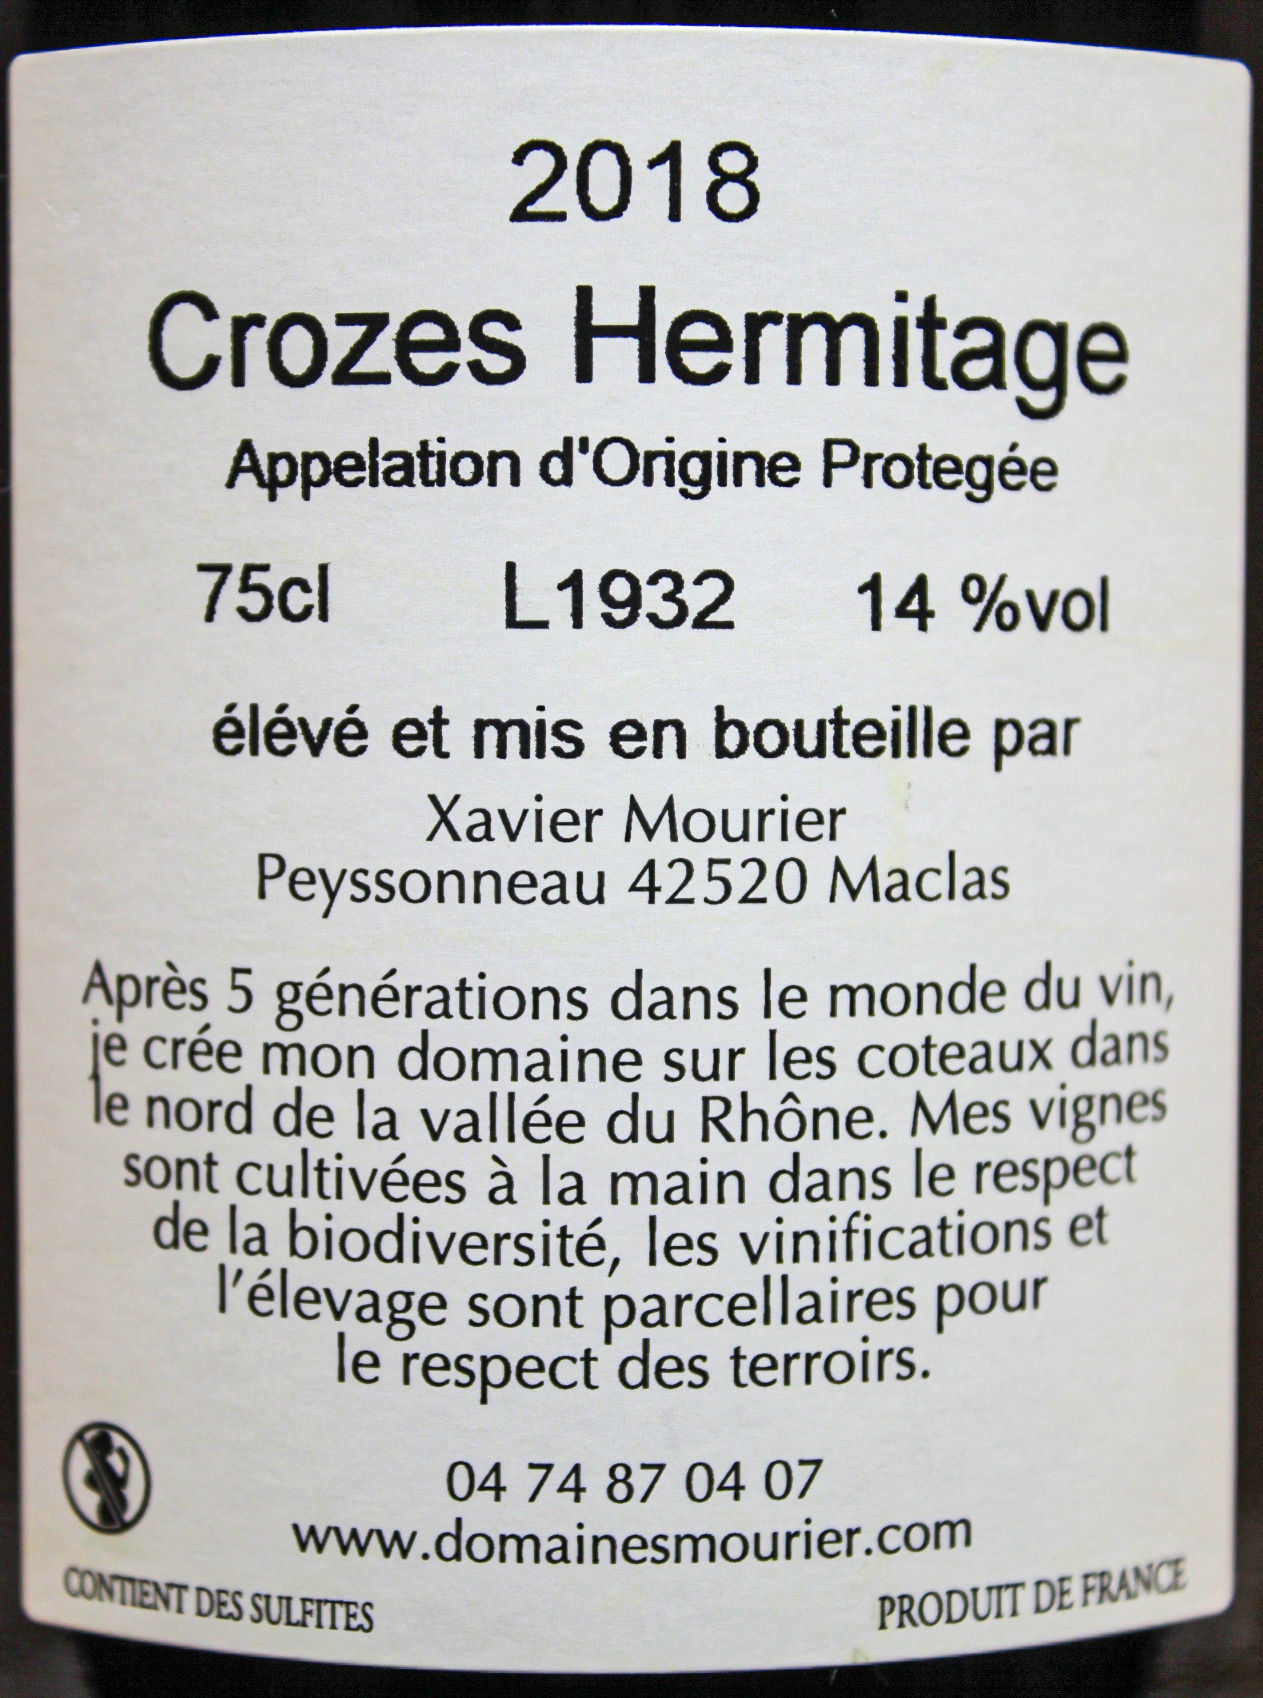 2018
Crozes Hermitage
Appelation d'Origine Protegée
75cl L1932 14 %vol
élévé et mis en bouteille par
Xavier Mourier
Peyssonneau 42520 Maclas
Après 5 générations dans le monde du vin,
je crée mon domaine sur les coteaux dans
le nord de la vallée du Rhône. Mes vignes
sont cultivées à la main dans le respect
de la biodiversité, les vinifications et
l'élevage sont parcellaires pour
le respect des terroirs.
04 74 87 04 07
www.domainesmourier.com
CONTIENT DES SULFITES
PRODUIT DE FRANCE